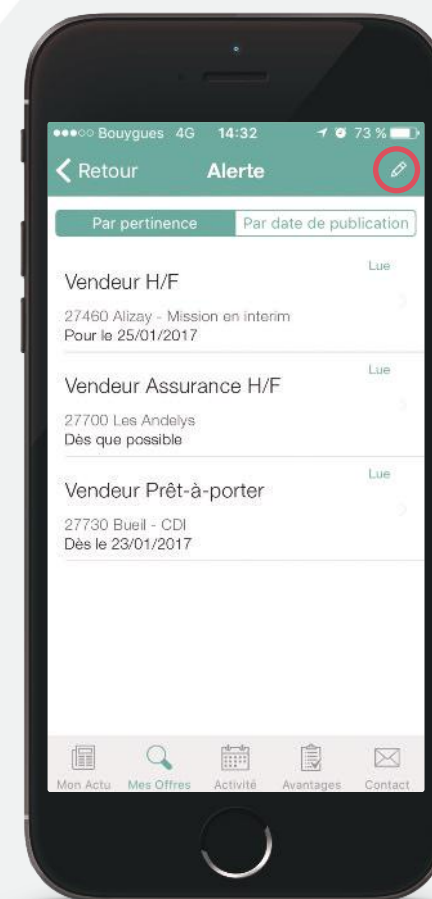 Bouygues 4G 14:32 73 %
Retour Alerte
Par pertinence Par date de publication
Lue
Vendeur H/F
27460 Alizay - Mission en interim
Pour le 25/01/2017
Lue
Vendeur Assurance H/F
27700 Les Andelys
Dès que possible
Lue
Vendeur Prêt-à-porter
27730 Bueil - CDI
Dès le 23/01/2017
Mon Actu Mes Offres Activité Avantages Contact